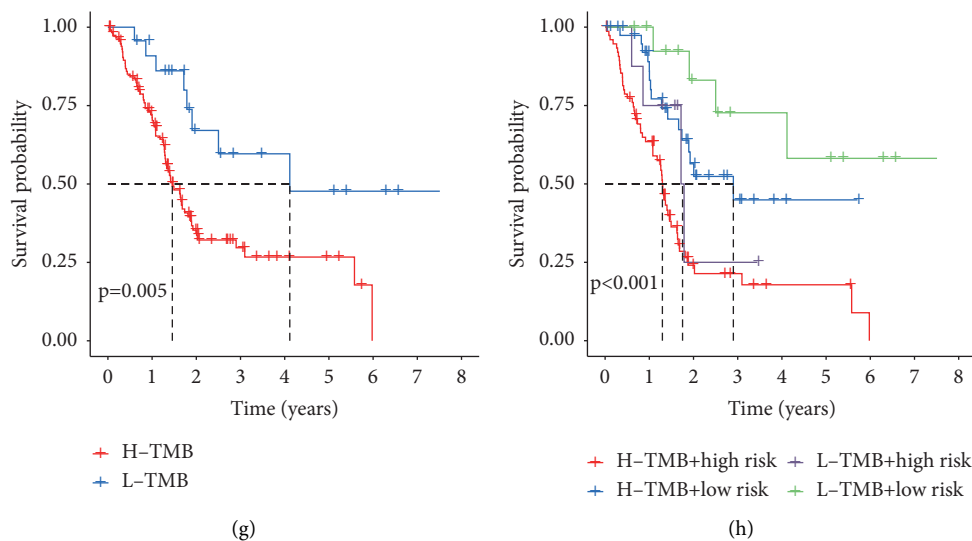 1.00
0.75
0.50
0.25
0.00
Survival probability
p=0.005
0 1 2 3 4 5 6 7 8
Time (years)
H–TMB
L–TMB
(g)
1.00
0.75
0.50
0.25
0.00
Survival probability
p<0.001
0 1 2 3 4 5 6 7 8
Time (years)
H–TMB+high risk L–TMB+high risk
H–TMB+low risk L–TMB+low risk
(h)